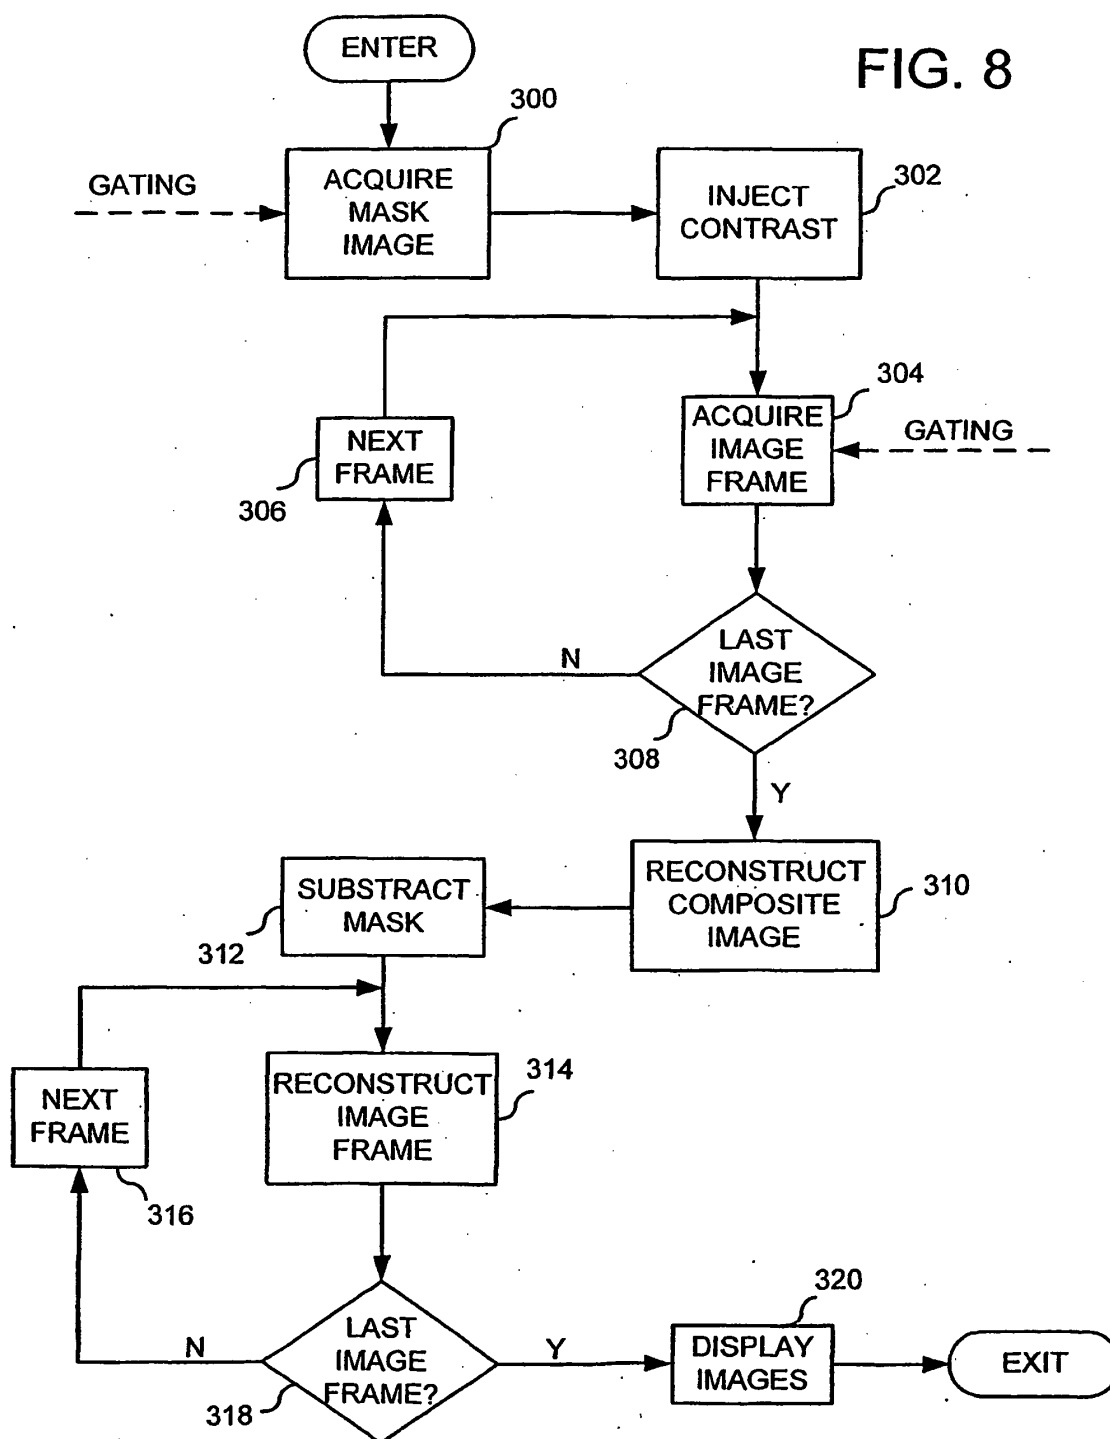 ENTER
FIG. 8
300
GATING
ACQUIRE
MASK
IMAGE
INJECT
CONTRAST
302
304
ACQUIRE
IMAGE
FRAME
GATING
NEXT
FRAME
306
LAST
IMAGE
FRAME?
N
308
Y
RECONSTRUCT
COMPOSITE
IMAGE
310
SUBSTRACT
MASK
312
RECONSTRUCT
IMAGE
FRAME
314
NEXT
FRAME
316
LAST
IMAGE
FRAME?
N
Y
318
320
DISPLAY
IMAGES
EXIT